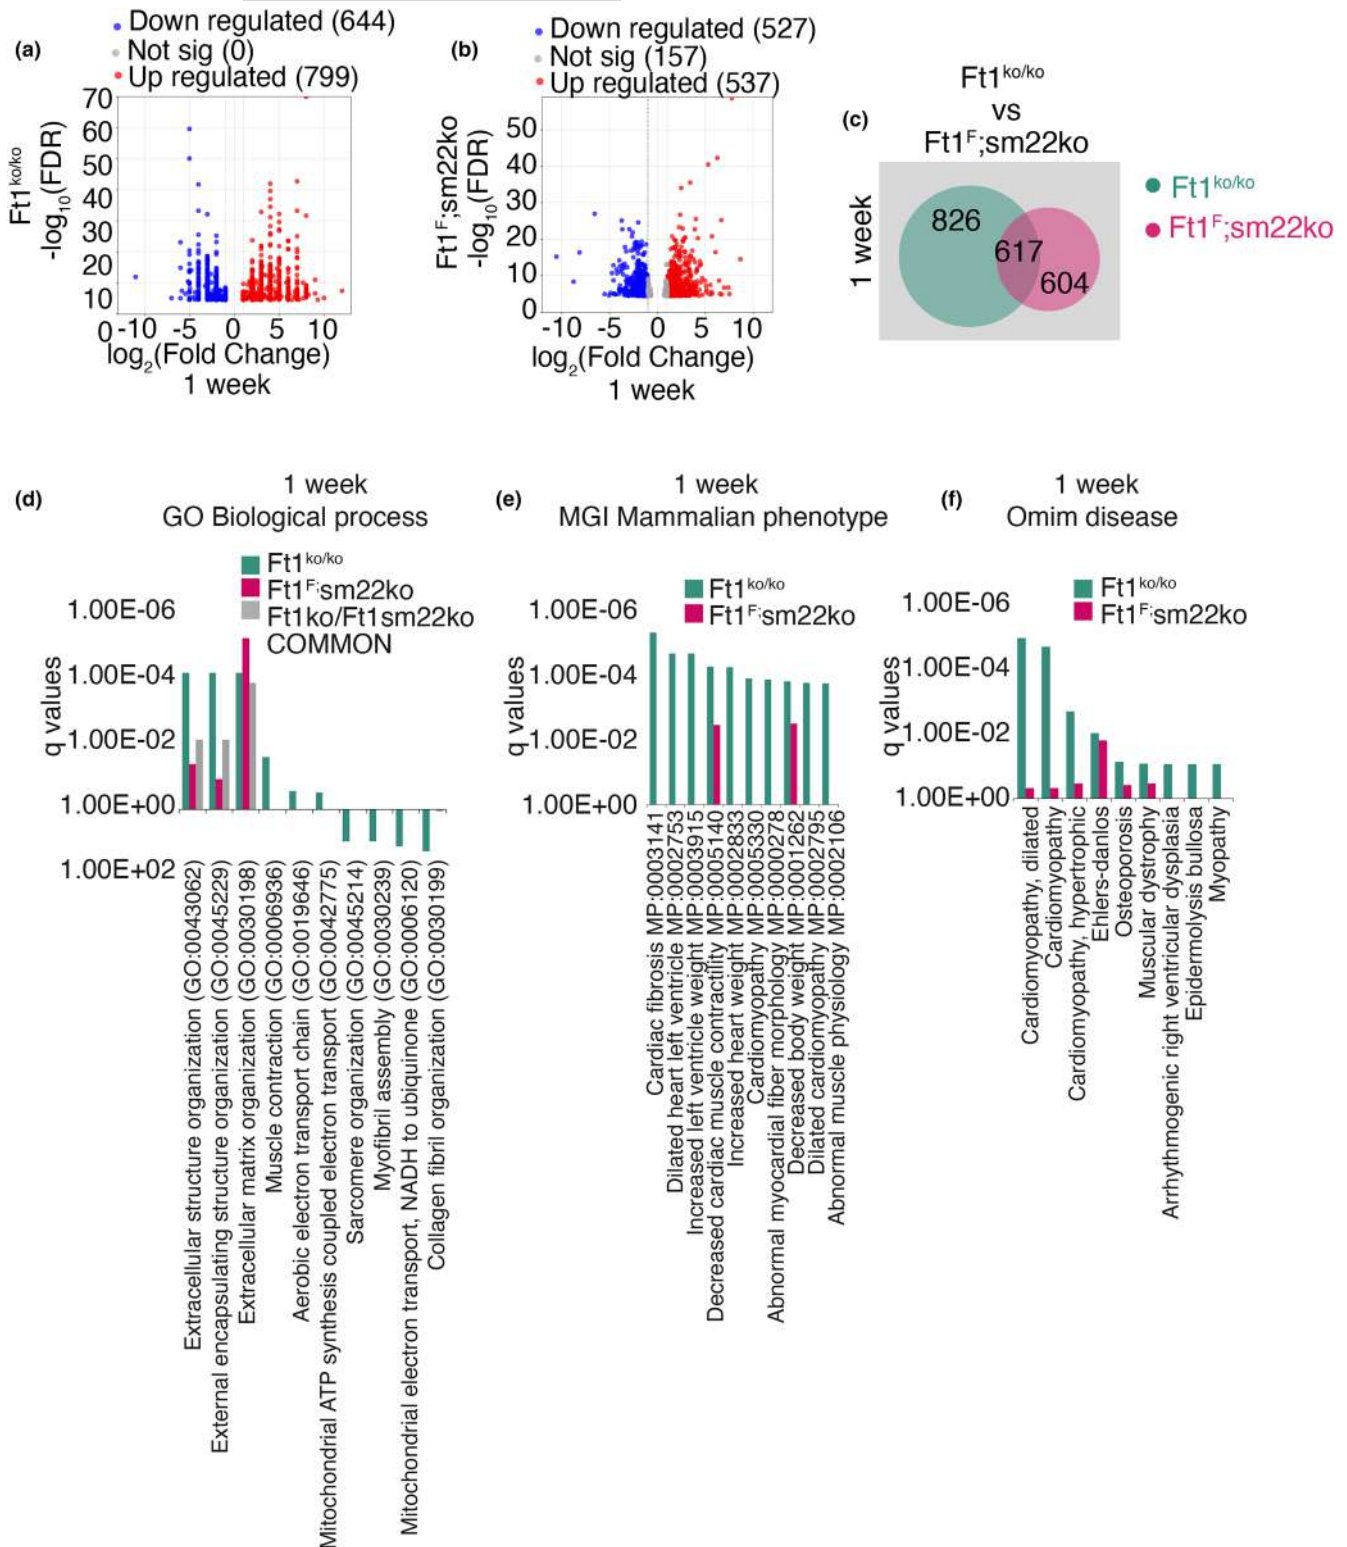 (a)
Down regulated (644)
Not sig (0)
Up regulated (799)
Ft1ko/ko
-log10(FDR)
70
60
50
40
30
20
10
0
-10 -5 0 5 10
log2(Fold Change)
1 week
(b)
Down regulated (527)
Not sig (157)
Up regulated (537)
Ft1F;sm22ko
-log10(FDR)
50
40
30
20
10
0
-10 -5 0 5 10
log2(Fold Change)
1 week
(c)
Ft1ko/ko
vs
Ft1F;sm22ko
1 week
826
617
604
Ft1ko/ko
Ft1F;sm22ko
(d)
1 week
GO Biological process
Ft1ko/ko
Ft1F;sm22ko
Ft1ko/Ft1sm22ko
COMMON
q values
1.00E-06
1.00E-04
1.00E-02
1.00E+00
1.00E+02
Extracellular structure organization (GO:0043062)
External encapsulating structure organization (GO:0045229)
Extracellular matrix organization (GO:0030198)
Muscle contraction (GO:0006936)
Aerobic electron transport chain (GO:0019646)
Mitochondrial ATP synthesis coupled electron transport (GO:0042775)
Sarcomere organization (GO:0045214)
Myofibril assembly (GO:0030239)
Mitochondrial electron transport, NADH to ubiquinone (GO:0006120)
Collagen fibril organization (GO:0030199)
(e)
1 week
MGI Mammalian phenotype
Ft1ko/ko
Ft1F;sm22ko
q values
1.00E-06
1.00E-04
1.00E-02
1.00E+00
Cardiac fibrosis MP:0003141
Dilated heart left ventricle MP:0002753
Increased left ventricle weight MP:0003915
Decreased cardiac muscle contractility MP:0005140
Increased heart weight MP:0002833
Cardiomyopathy MP:0005330
Abnormal myocardial fiber morphology MP:0000278
Decreased body weight MP:0001262
Dilated cardiomyopathy MP:0002795
Abnormal muscle physiology MP:0002106
(f)
1 week
Omim disease
Ft1ko/ko
Ft1F;sm22ko
q values
1.00E-06
1.00E-04
1.00E-02
1.00E+00
Cardiomyopathy, dilated
Cardiomyopathy
Cardiomyopathy, hypertrophic
Ehlers-danlos
Osteoporosis
Muscular dystrophy
Arrhythmogenic right ventricular dysplasia
Epidermolysis bullosa
Myopathy